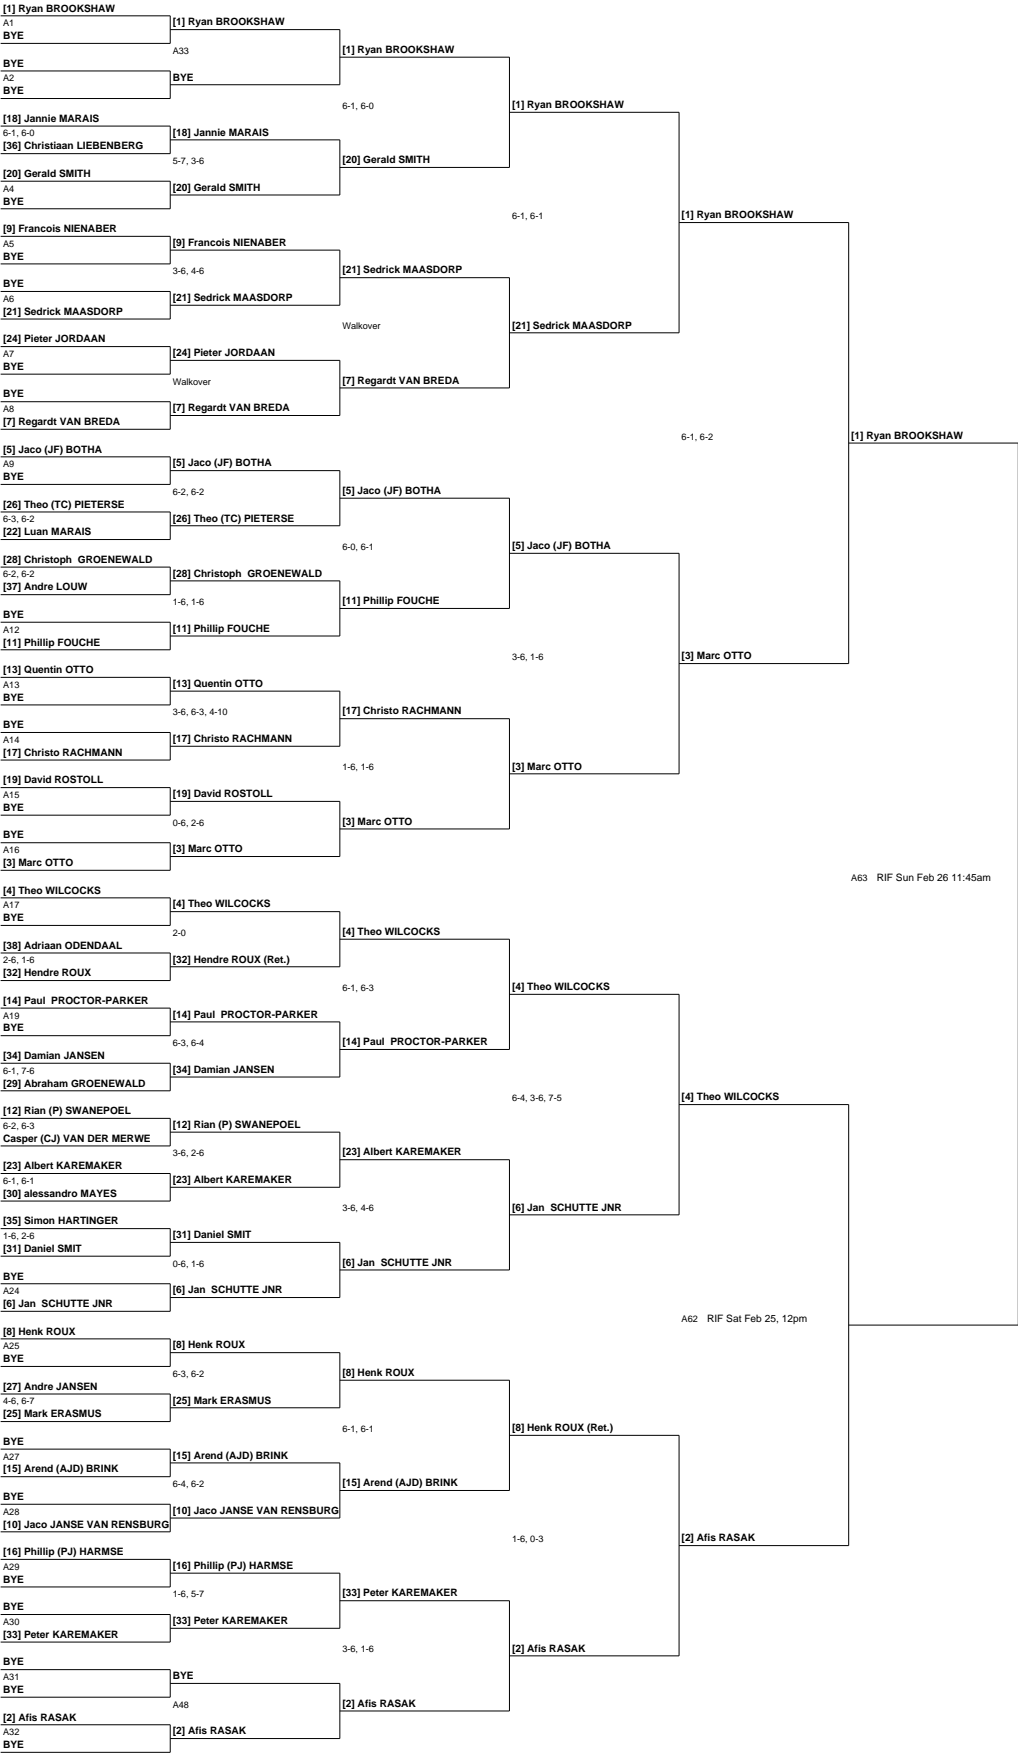 [1] Ryan BROOKSHAW
A1
BYE
BYE
A2
BYE
[18] Jannie MARAIS
6-1, 6-0
[36] Christiaan LIEBENBERG
[20] Gerald SMITH
A4
BYE
[9] Francois NIENABER
A5
BYE
BYE
A6
[21] Sedrick MAASDORP
[24] Pieter JORDAAN
A7
BYE
BYE
A8
[7] Regardt VAN BREDA
[5] Jaco (JF) BOTHA
A9
BYE
[26] Theo (TC) PIETERSE
6-3, 6-2
[22] Luan MARAIS
[28] Christoph  GROENEWALD
6-2, 6-2
[37] Andre LOUW
BYE
A12
[11] Phillip FOUCHE
[13] Quentin OTTO
A13
BYE
BYE
A14
[17] Christo RACHMANN
[19] David ROSTOLL
A15
BYE
BYE
A16
[3] Marc OTTO
[4] Theo WILCOCKS
A17
BYE
[38] Adriaan ODENDAAL
2-6, 1-6
[32] Hendre ROUX
[14] Paul  PROCTOR-PARKER
A19
BYE
[34] Damian JANSEN
6-1, 7-6
[29] Abraham GROENEWALD
[12] Rian (P) SWANEPOEL
6-2, 6-3
Casper (CJ) VAN DER MERWE
[23] Albert KAREMAKER
6-1, 6-1
[30] alessandro MAYES
[35] Simon HARTINGER
1-6, 2-6
[31] Daniel SMIT
BYE
A24
[6] Jan  SCHUTTE JNR
[8] Henk ROUX
A25
BYE
[27] Andre JANSEN
4-6, 6-7
[25] Mark ERASMUS
BYE
A27
[15] Arend (AJD) BRINK
BYE
A28
[10] Jaco JANSE VAN RENSBURG
[16] Phillip (PJ) HARMSE
A29
BYE
BYE
A30
[33] Peter KAREMAKER
BYE
A31
BYE
[2] Afis RASAK
A32
BYE
[1] Ryan BROOKSHAW
A33
BYE
[18] Jannie MARAIS
5-7, 3-6
[20] Gerald SMITH
[9] Francois NIENABER
3-6, 4-6
[21] Sedrick MAASDORP
[24] Pieter JORDAAN
Walkover
[7] Regardt VAN BREDA
[5] Jaco (JF) BOTHA
6-2, 6-2
[26] Theo (TC) PIETERSE
[28] Christoph  GROENEWALD
1-6, 1-6
[11] Phillip FOUCHE
[13] Quentin OTTO
3-6, 6-3, 4-10
[17] Christo RACHMANN
[19] David ROSTOLL
0-6, 2-6
[3] Marc OTTO
[4] Theo WILCOCKS
2-0
[32] Hendre ROUX (Ret.)
[14] Paul  PROCTOR-PARKER
6-3, 6-4
[34] Damian JANSEN
[12] Rian (P) SWANEPOEL
3-6, 2-6
[23] Albert KAREMAKER
[31] Daniel SMIT
0-6, 1-6
[6] Jan  SCHUTTE JNR
[8] Henk ROUX
6-3, 6-2
[25] Mark ERASMUS
[15] Arend (AJD) BRINK
6-4, 6-2
[10] Jaco JANSE VAN RENSBURG
[16] Phillip (PJ) HARMSE
1-6, 5-7
[33] Peter KAREMAKER
BYE
A48
[2] Afis RASAK
[1] Ryan BROOKSHAW
6-1, 6-0
[20] Gerald SMITH
[21] Sedrick MAASDORP
Walkover
[7] Regardt VAN BREDA
[5] Jaco (JF) BOTHA
6-0, 6-1
[11] Phillip FOUCHE
[17] Christo RACHMANN
1-6, 1-6
[3] Marc OTTO
[4] Theo WILCOCKS
6-1, 6-3
[14] Paul  PROCTOR-PARKER
[23] Albert KAREMAKER
3-6, 4-6
[6] Jan  SCHUTTE JNR
[8] Henk ROUX
6-1, 6-1
[15] Arend (AJD) BRINK
[33] Peter KAREMAKER
3-6, 1-6
[2] Afis RASAK
[1] Ryan BROOKSHAW
6-1, 6-1
[21] Sedrick MAASDORP
[5] Jaco (JF) BOTHA
3-6, 1-6
[3] Marc OTTO
[4] Theo WILCOCKS
6-4, 3-6, 7-5
[6] Jan  SCHUTTE JNR
[8] Henk ROUX (Ret.)
1-6, 0-3
[2] Afis RASAK
[1] Ryan BROOKSHAW
6-1, 6-2
[3] Marc OTTO
[4] Theo WILCOCKS
A62 RIF Sat Feb 25, 12pm
[2] Afis RASAK
[1] Ryan BROOKSHAW
A63 RIF Sun Feb 26 11:45am